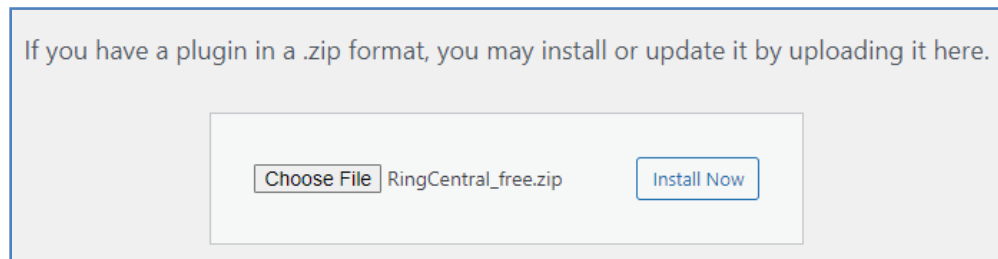 If you have a plugin in a .zip format, you may install or update it by uploading it here.
Choose File RingCentral_free.zip Install Now